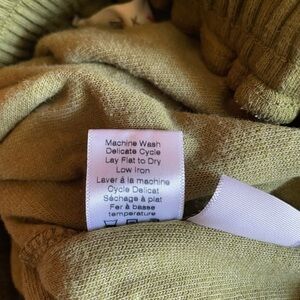 Machine Wash
Delicate Cycle
Lay Flat to Dry
Low Iron
Laver à la machine
Cycle Delicat
Séchage à plat
Fer à basse
temperature